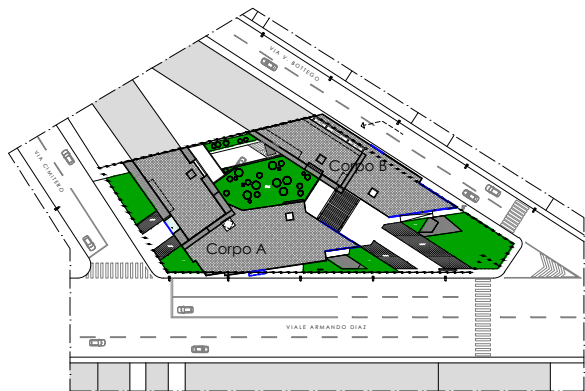 VIA V. BOTTEGO
VIA CIMITERO
Corpo B
Corpo A
VIALE ARMANDO DIAZ